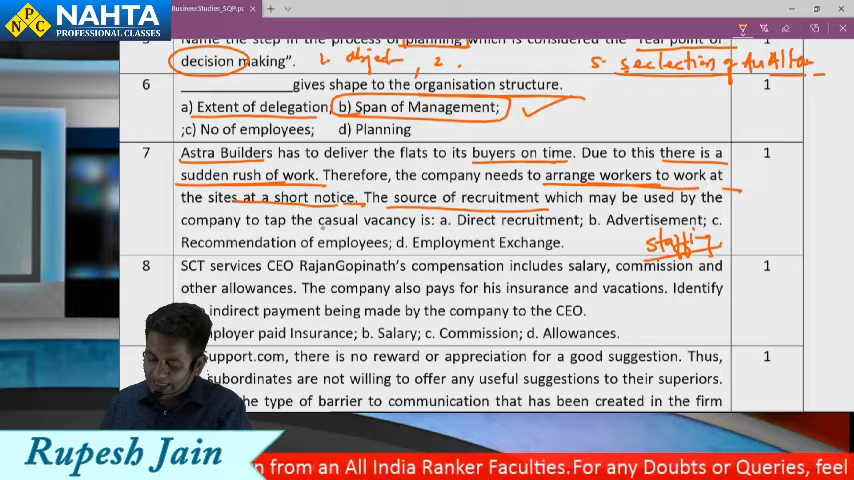 NPC NAHTA
PROFESSIONAL CLASSES
BusinessStudies_SQP.pdf
Name the step in the process of planning which is considered the "real point of 1
decision making". 1. object, 2. 5- selection of an Alter
6 ____________gives shape to the organisation structure. 1
a) Extent of delegation, b) Span of Management;
;c) No of employees; d) Planning
7 Astra Builders has to deliver the flats to its buyers on time. Due to this there is a 1
sudden rush of work. Therefore, the company needs to arrange workers to work at
the sites at a short notice. The source of recruitment which may be used by the
company to tap the casual vacancy is: a. Direct recruitment; b. Advertisement; c.
Recommendation of employees; d. Employment Exchange. staffing
8 SCT services CEO RajanGopinath's compensation includes salary, commission and 1
other allowances. The company also pays for his insurance and vacations. Identify
indirect payment being made by the company to the CEO.
ployer paid Insurance; b. Salary; c. Commission; d. Allowances.
support.com, there is no reward or appreciation for a good suggestion. Thus, 1
subordinates are not willing to offer any useful suggestions to their superiors.
he type of barrier to communication that has been created in the firm
Rupesh Jain
n from an All India Ranker Faculties.For any Doubts or Queries, feel